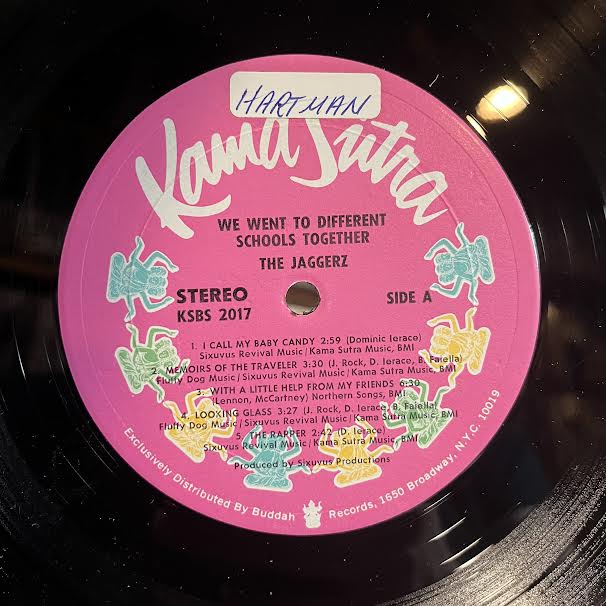 HARTMAN
Kama Sutra
WE WENT TO DIFFERENT
SCHOOLS TOGETHER
THE JAGGERZ
STEREO
KSBS 2017
SIDE A
1. I CALL MY BABY CANDY 2:59 (Dominic Ierace)
Sixuvus Revival Music/Kama Sutra Music, BMI
2. MEMOIRS OF THE TRAVELER 3:30 (J. Rock, D. Ierace, B. Faiella)
Fluffy Dog Music/Sixuvus Revival Music/Kama Sutra Music, BMI
3. WITH A LITTLE HELP FROM MY FRIENDS 6:30
(Lennon, McCartney) Northern Songs, BMI
4. LOOKING GLASS 3:27 (J. Rock, D. Ierace, B. Faiella)
Fluffy Dog Music/Sixuvus Revival Music/Kama Sutra Music, BMI
5. THE RAPPER 2:42 (D. Ierace)
Sixuvus Revival Music/Kama Sutra Music, BMI
Produced by Sixuvus Productions
Exclusively Distributed By Buddah Records, 1650 Broadway, N.Y.C. 10019